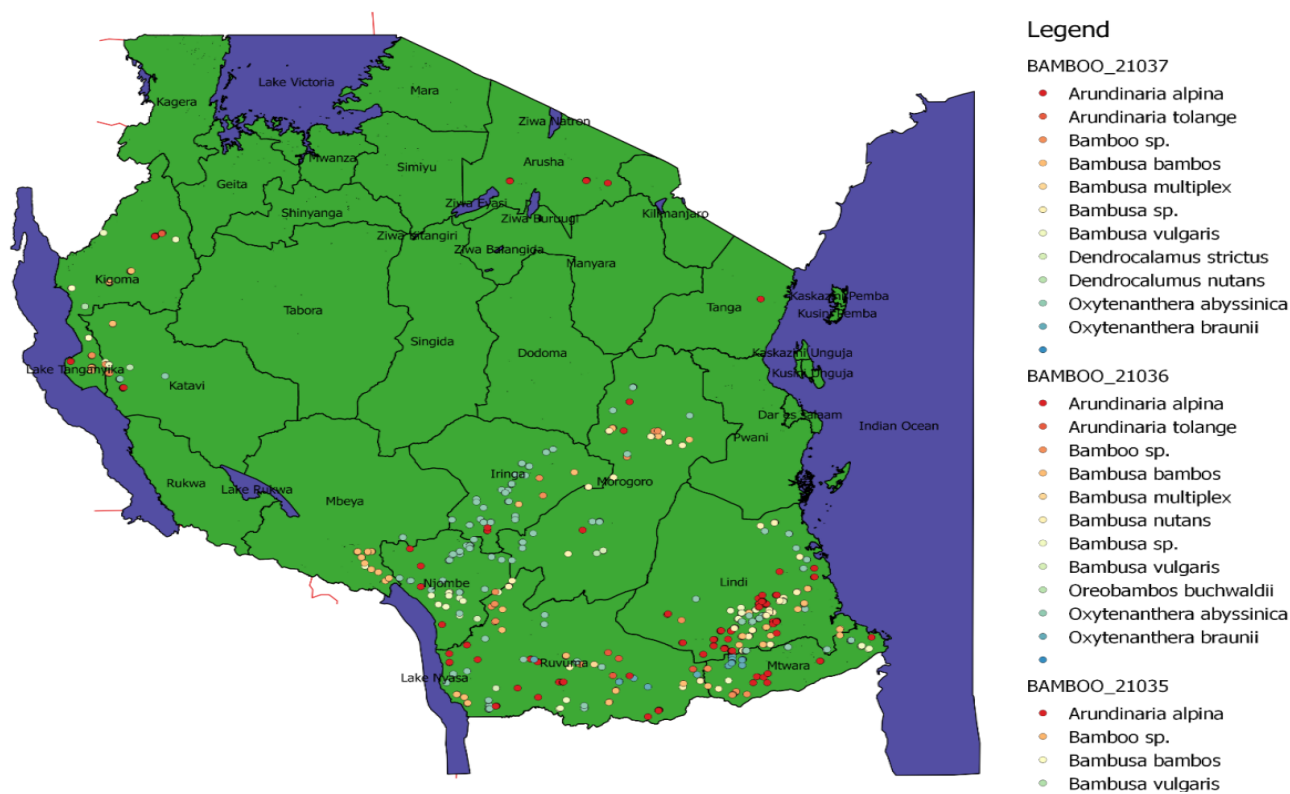 Legend
BAMBOO_21037
Arundinaria alpina
Arundinaria tolange
Bamboo sp.
Bambusa bambos
Bambusa multiplex
Bambusa sp.
Bambusa vulgaris
Dendrocalamus strictus
Dendrocalumus nutans
Oxytenanthera abyssinica
Oxytenanthera braunii
BAMBOO_21036
Arundinaria alpina
Arundinaria tolange
Bamboo sp.
Bambusa bambos
Bambusa multiplex
Bambusa nutans
Bambusa sp.
Bambusa vulgaris
Oreobambos buchwaldii
Oxytenanthera abyssinica
Oxytenanthera braunii
BAMBOO_21035
Arundinaria alpina
Bamboo sp.
Bambusa bambos
Bambusa vulgaris
Lake Victoria
Mara
Kagera
Ziwa Natron
Mwanza
Simiyu
Arusha
Geita
Shinyanga
Ziwa Eyasi
Kilimanjaro
Ziwa Buruugi
Ziwa Kitangiri
Ziwa Balangida
Manyara
Kigoma
Tabora
Tanga
Kaskazini Pemba
Kusini Pemba
Singida
Dodoma
Kaskazini Unguja
Kusini Unguja
Lake Tanganyika
Katavi
Dar es Salaam
Pwani
Indian Ocean
Iringa
Morogoro
Rukwa
Lake Rukwa
Mbeya
Njombe
Lindi
Ruvuma
Mtwara
Lake Nyasa